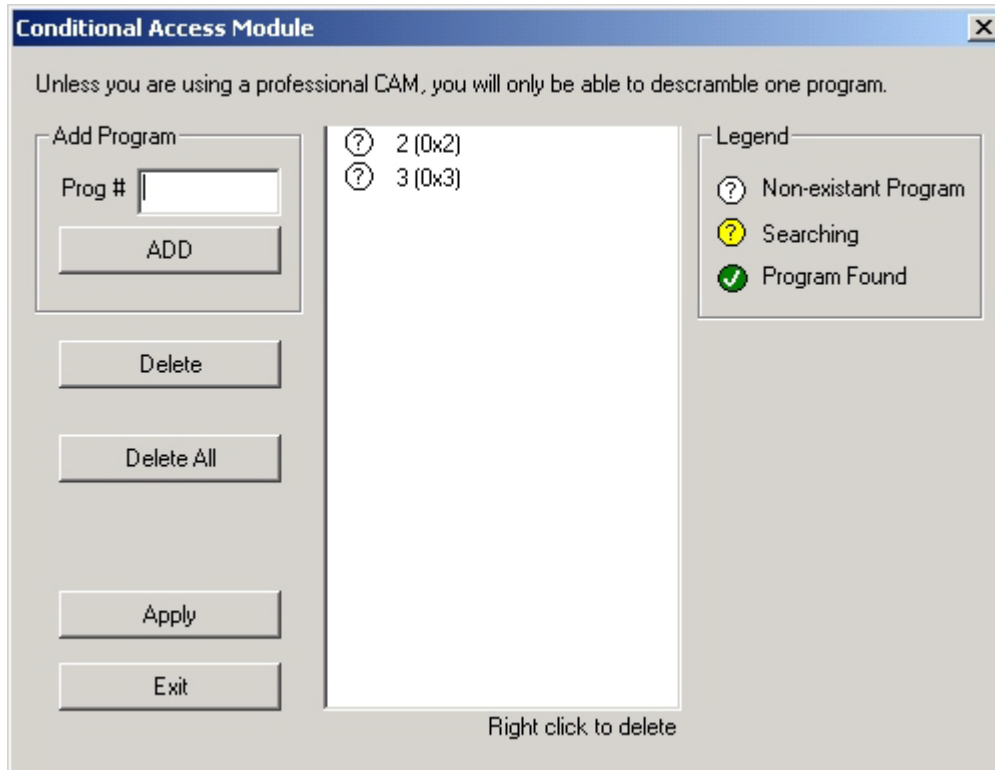 Conditional Access Module
Unless you are using a professional CAM, you will only be able to descramble one program.
Add Program
Prog #
ADD
Delete
Delete All
Apply
Exit
? 2 (0x2)
? 3 (0x3)
Right click to delete
Legend
? Non-existant Program
? Searching
Program Found